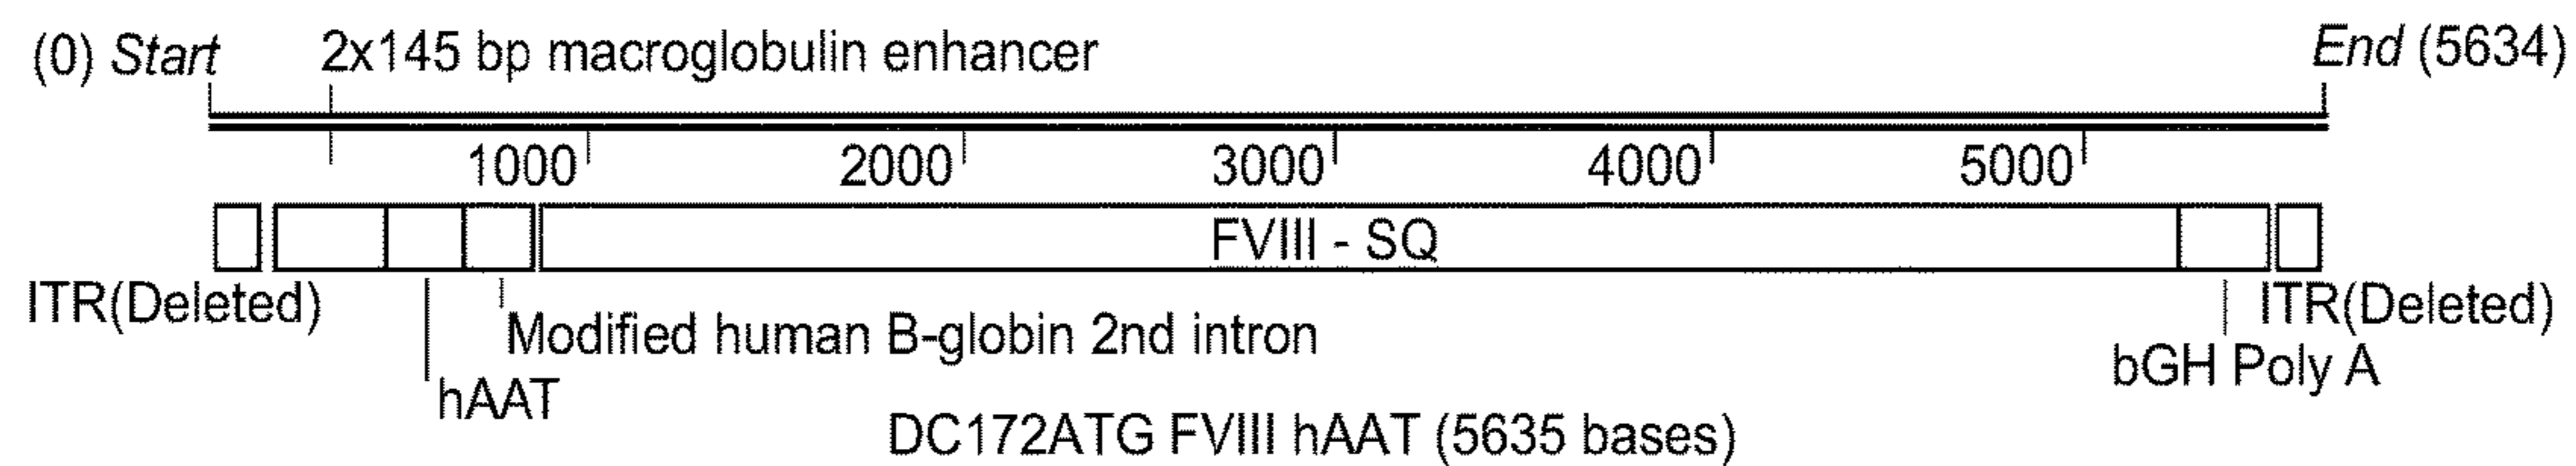 (0) Start 2x145 bp macroglobulin enhancer End (5634)
1000 2000 3000 4000 5000
FVIII - SQ
ITR(Deleted) ITR(Deleted)
Modified human B-globin 2nd intron
bGH Poly A
hAAT
DC172ATG FVIII hAAT (5635 bases)